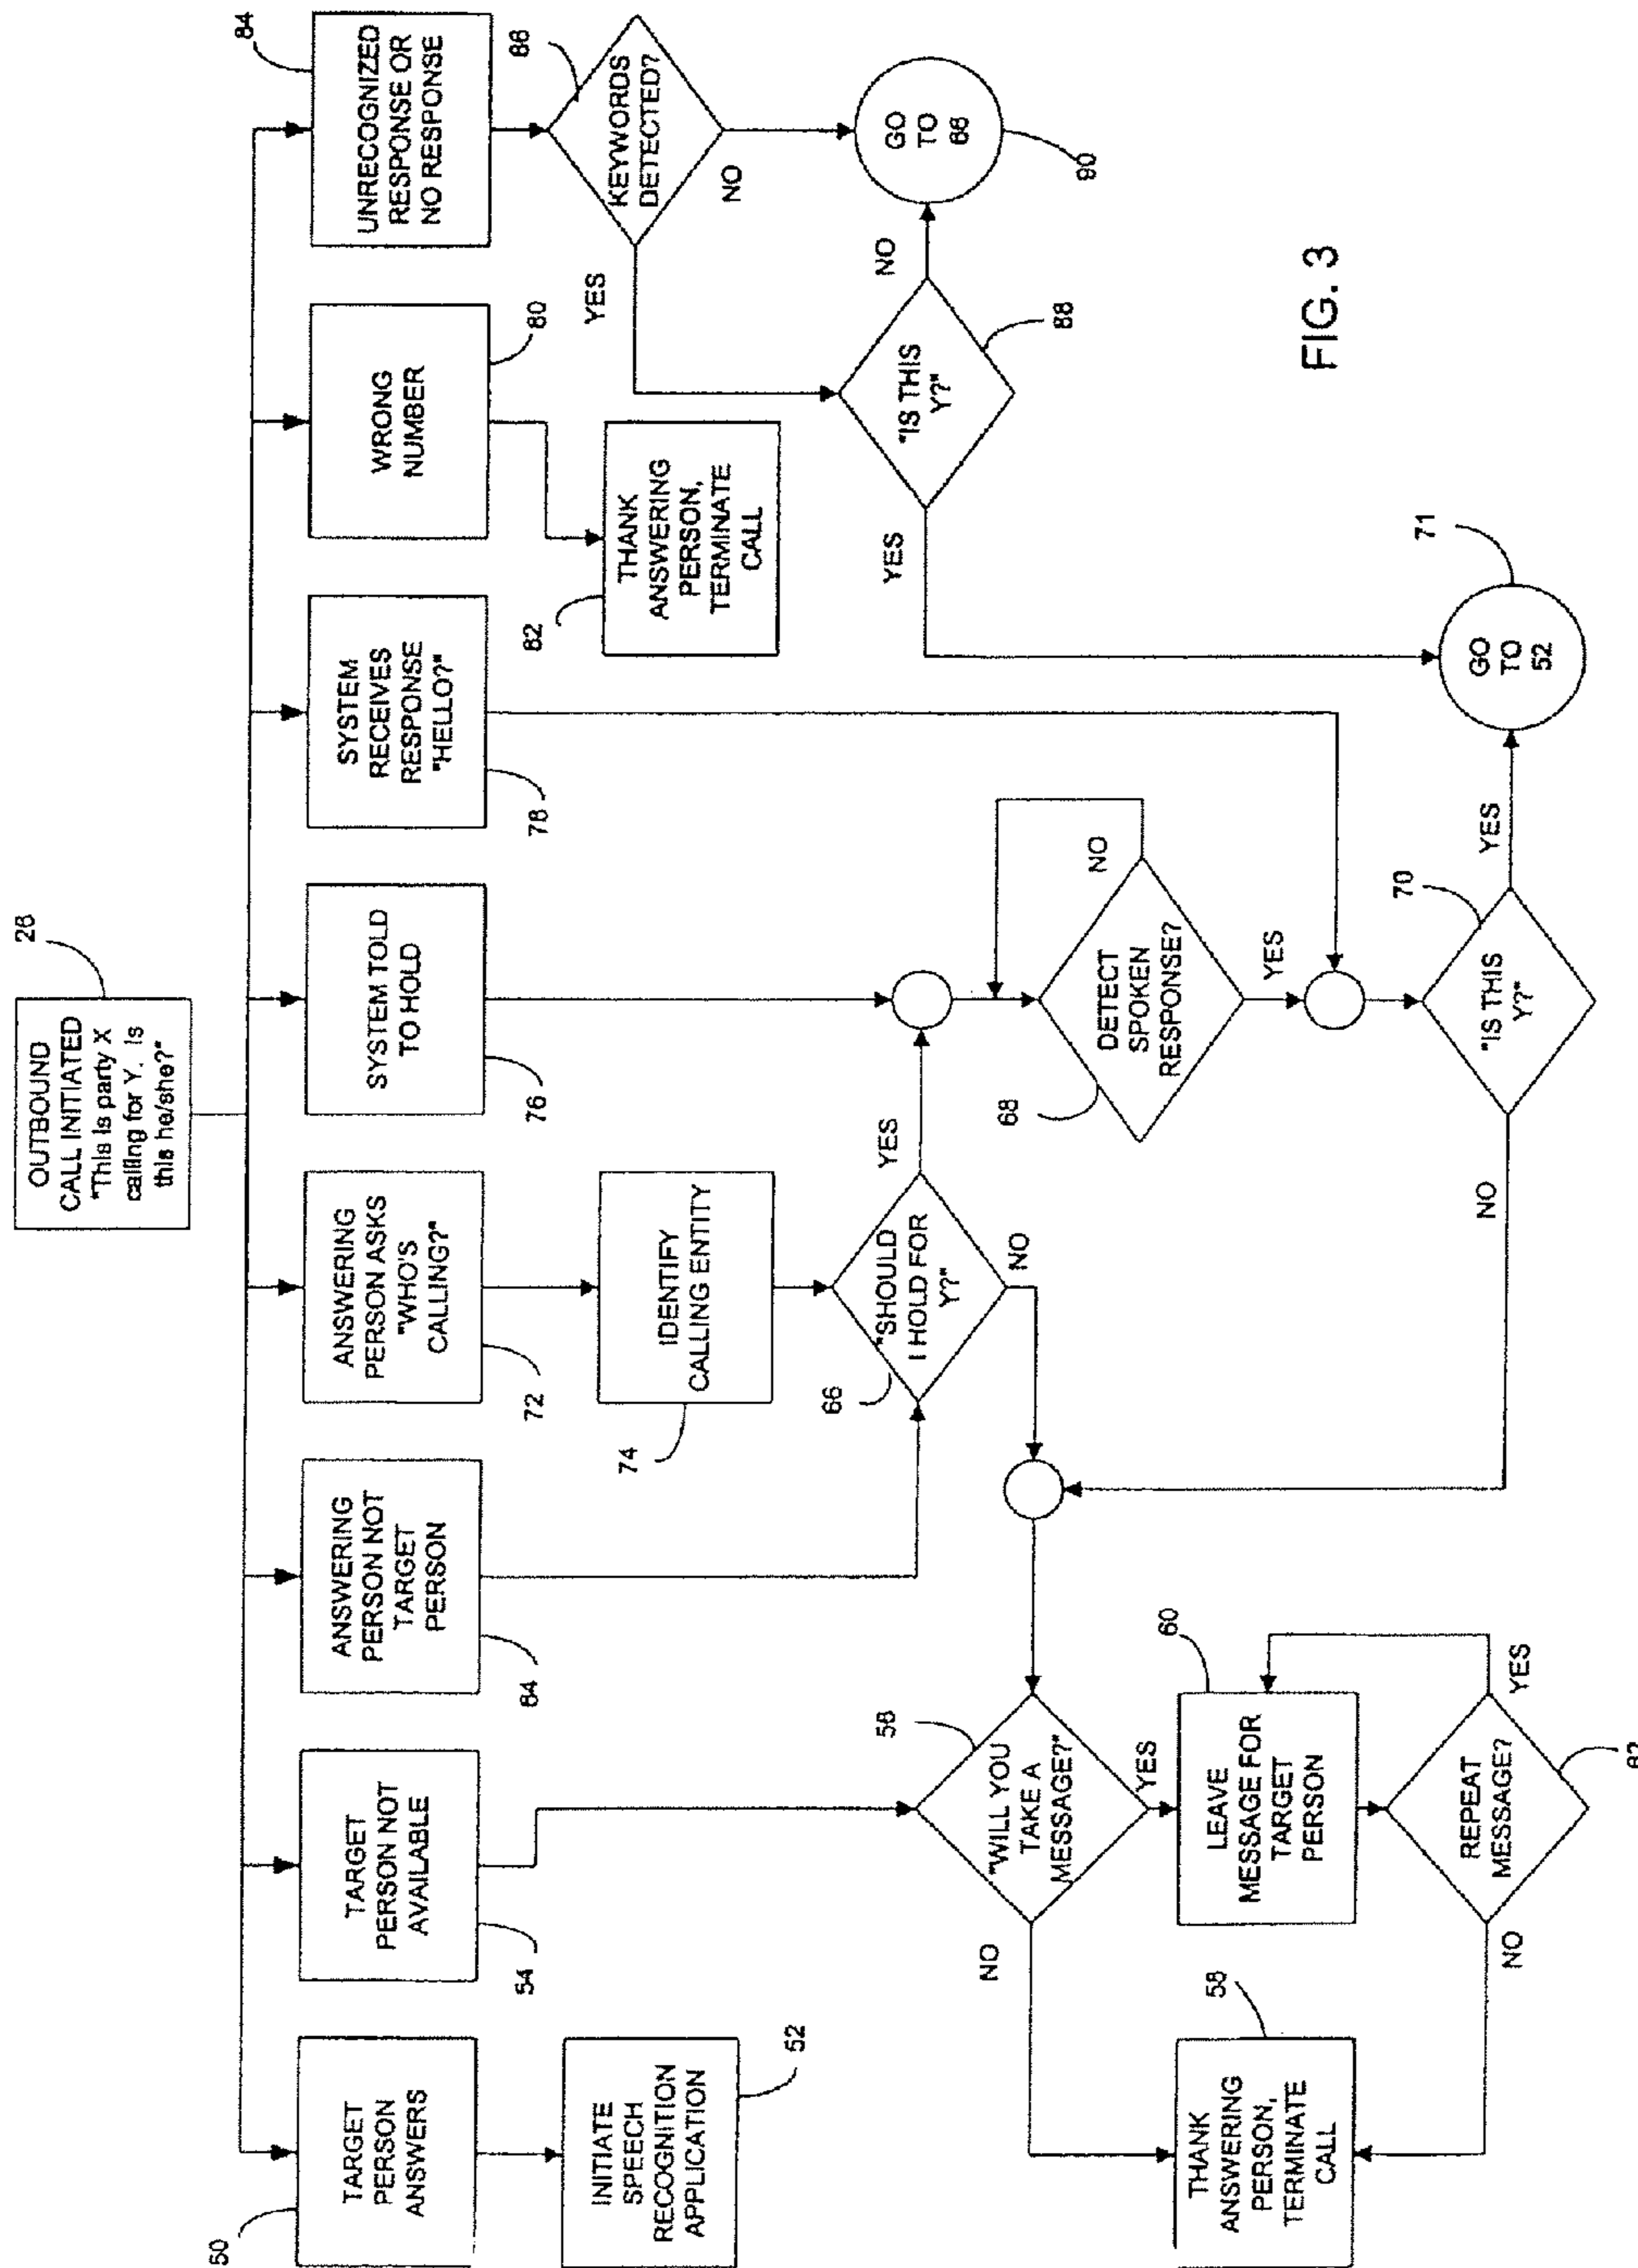 OUTBOUND
CALL INITIATED
"This is party X
calling for Y. Is
this he/she?"
26
TARGET
PERSON
ANSWERS
50
TARGET
PERSON NOT
AVAILABLE
54
ANSWERING
PERSON NOT
TARGET
PERSON
64
ANSWERING
PERSON ASKS
"WHO'S
CALLING?"
72
SYSTEM TOLD
TO HOLD
76
SYSTEM
RECEIVES
RESPONSE
"HELLO?"
78
WRONG
NUMBER
80
UNRECOGNIZED
RESPONSE OR
NO RESPONSE
84
INITIATE
SPEECH
RECOGNITION
APPLICATION
52
IDENTIFY
CALLING ENTITY
74
THANK
ANSWERING
PERSON,
TERMINATE
CALL
82
KEYWORDS
DETECTED?
86
YES
NO
"SHOULD
I HOLD FOR
Y?"
66
YES
NO
"IS THIS
Y?"
88
YES
NO
GO
TO
66
90
"WILL YOU
TAKE A
MESSAGE?"
58
NO
YES
DETECT
SPOKEN
RESPONSE?
68
NO
YES
THANK
ANSWERING
PERSON,
TERMINATE
CALL
58
LEAVE
MESSAGE FOR
TARGET
PERSON
60
REPEAT
MESSAGE?
62
YES
NO
"IS THIS
Y?"
70
NO
YES
GO
TO
52
71
FIG. 3